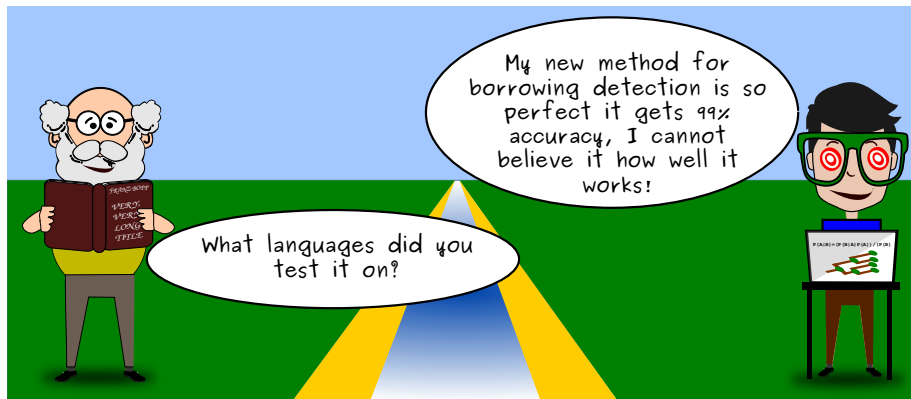 My new method for
borrowing detection is so
perfect it gets 99%
accuracy, I cannot
believe it how well it
works!
What languages did you
test it on?
FRANZ BOPP
VERY,
VERY
LONG
TITLE
P(A|B)=(P(B|A)P(A))/(P(B)